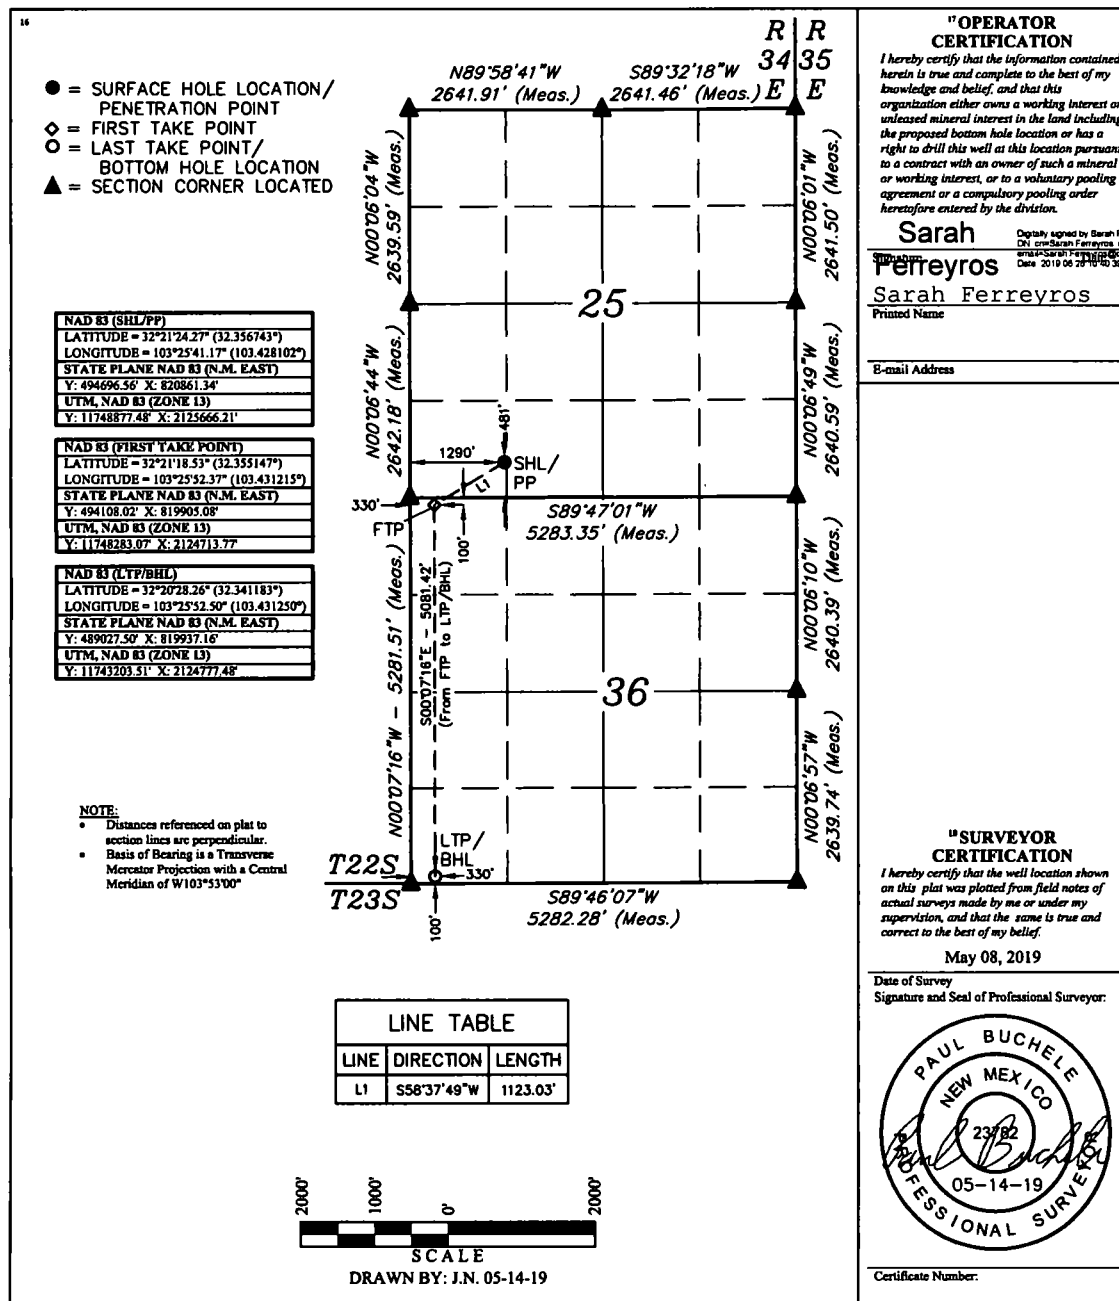 16
● = SURFACE HOLE LOCATION/
PENETRATION POINT
◇ = FIRST TAKE POINT
O = LAST TAKE POINT/
BOTTOM HOLE LOCATION
▲ = SECTION CORNER LOCATED
NAD 83 (SHL/PP)
LATITUDE = 32°21'24.27" (32.356743°)
LONGITUDE = 103°25'41.17" (103.428102°)
STATE PLANE NAD 83 (N.M. EAST)
Y: 494696.56' X: 820861.34'
UTM, NAD 83 (ZONE 13)
Y: 11748877.48' X: 2125666.21'
NAD 83 (FIRST TAKE POINT)
LATITUDE = 32°21'18.53" (32.355147°)
LONGITUDE = 103°25'52.37" (103.431215°)
STATE PLANE NAD 83 (N.M. EAST)
Y: 494108.02' X: 819905.08'
UTM, NAD 83 (ZONE 13)
Y: 11748283.07' X: 2124713.77'
NAD 83 (LTP/BHL)
LATITUDE = 32°20'28.26" (32.341183°)
LONGITUDE = 103°25'52.50" (103.431250°)
STATE PLANE NAD 83 (N.M. EAST)
Y: 489027.50' X: 819937.16'
UTM, NAD 83 (ZONE 13)
Y: 11743203.51' X: 2124777.48'
NOTE:
• Distances referenced on plat to
section lines are perpendicular.
• Basis of Bearing is a Transverse
Mercator Projection with a Central
Meridian of W103°53'00"
R R
34 35
E E
N89°58'41"W
2641.91' (Meas.)
S89°32'18"W
2641.46' (Meas.)
N00°06'04"W
2639.59' (Meas.)
N00°06'01"W
2641.50' (Meas.)
25
N00°06'44"W
2642.18' (Meas.)
N00°06'49"W
2640.59' (Meas.)
481'
1290'
SHL/
PP
L1
330'
FTP
100'
S89°47'01"W
5283.35' (Meas.)
N00°07'16"W - 5281.51' (Meas.)
S00°07'16"E - 5081.42'
(From FTP to LTP/BHL)
N00°06'10"W
2640.39' (Meas.)
36
N00°06'57"W
2639.74' (Meas.)
LTP/
BHL
330'
T22S
T23S
100'
S89°46'07"W
5282.28' (Meas.)
LINE TABLE
LINE DIRECTION LENGTH
L1 S58°37'49"W 1123.03'
2000' 1000' 0' 2000'
SCALE
DRAWN BY: J.N. 05-14-19
17 OPERATOR
CERTIFICATION
I hereby certify that the information contained
herein is true and complete to the best of my
knowledge and belief, and that this
organization either owns a working interest or
unleased mineral interest in the land including
the proposed bottom hole location or has a
right to drill this well at this location pursuant
to a contract with an owner of such a mineral
or working interest, or to a voluntary pooling
agreement or a compulsory pooling order
heretofore entered by the division.
Sarah
Ferreyros
Digitally signed by Sarah
DN cn=Sarah Ferreyros
Signature
Sarah Ferreyros
Printed Name
E-mail Address
18 SURVEYOR
CERTIFICATION
I hereby certify that the well location shown
on this plat was plotted from field notes of
actual surveys made by me or under my
supervision, and that the same is true and
correct to the best of my belief.
May 08, 2019
Date of Survey
Signature and Seal of Professional Surveyor:
PAUL BUCHELE
NEW MEXICO
23782
Paul Buchele
05-14-19
PROFESSIONAL SURVEYOR
Certificate Number: